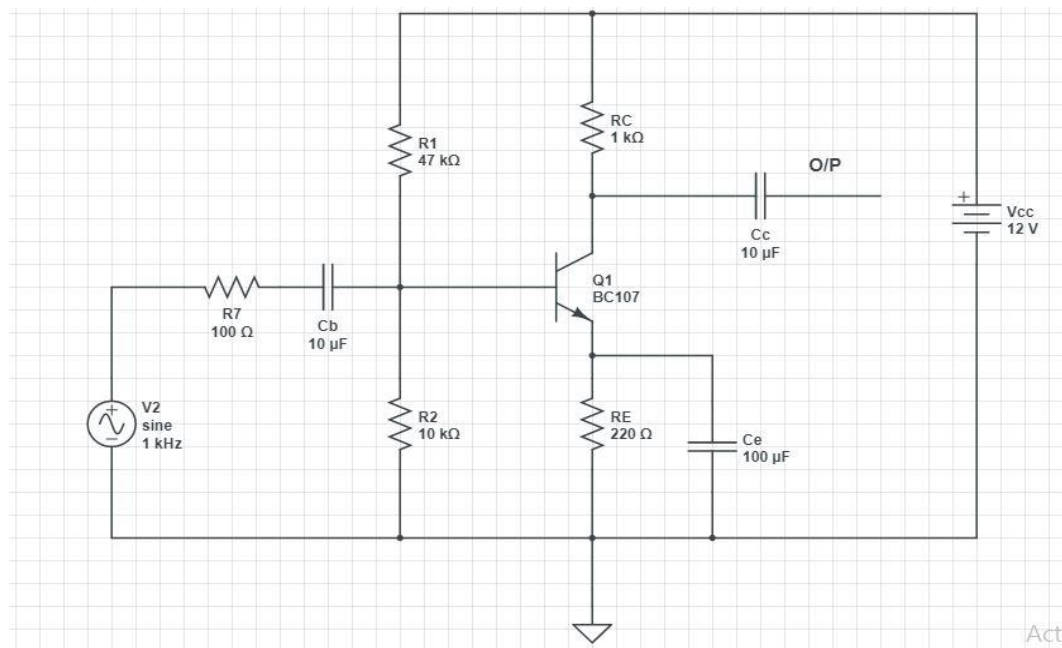 R1
47 kΩ
RC
1 kΩ
O/P
+
Vcc
12 V
Cc
10 µF
Q1
BC107
R7
100 Ω
Cb
10 µF
V2
sine
1 kHz
R2
10 kΩ
RE
220 Ω
Ce
100 µF
Act